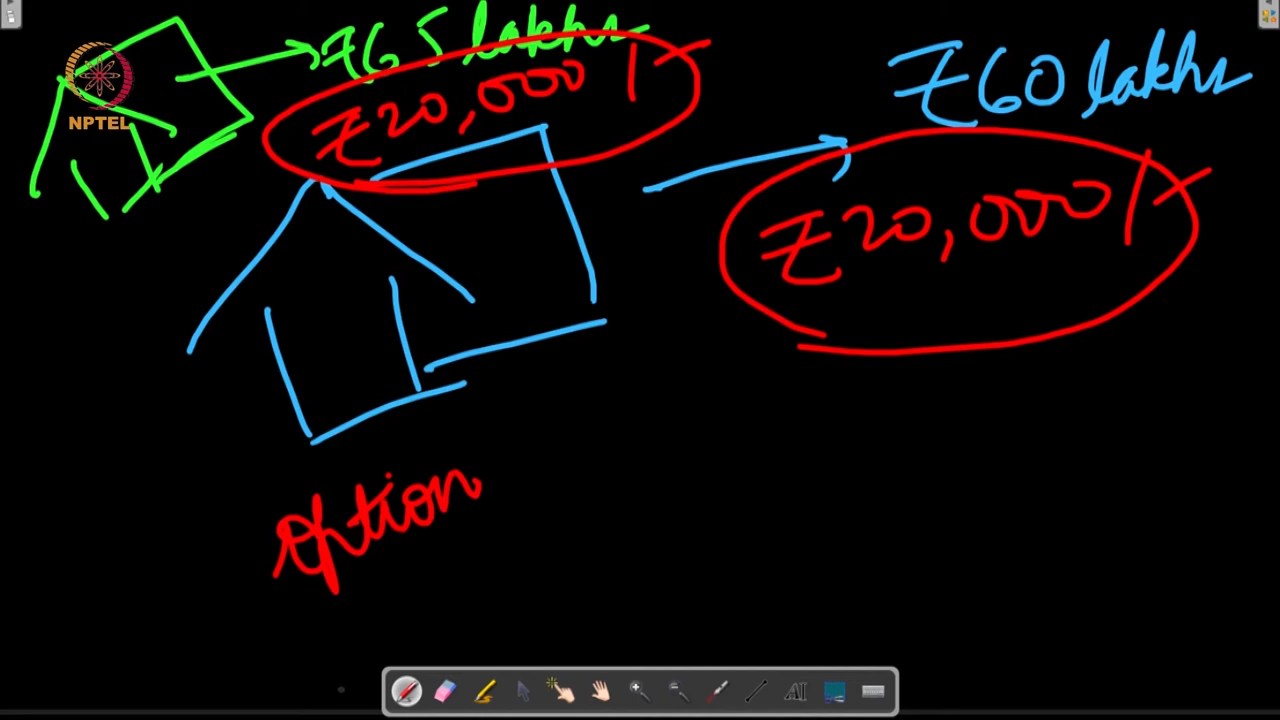 ₹65 lakhs
NPTEL
₹20,000/-
₹60 lakhs
₹20,000/-
option